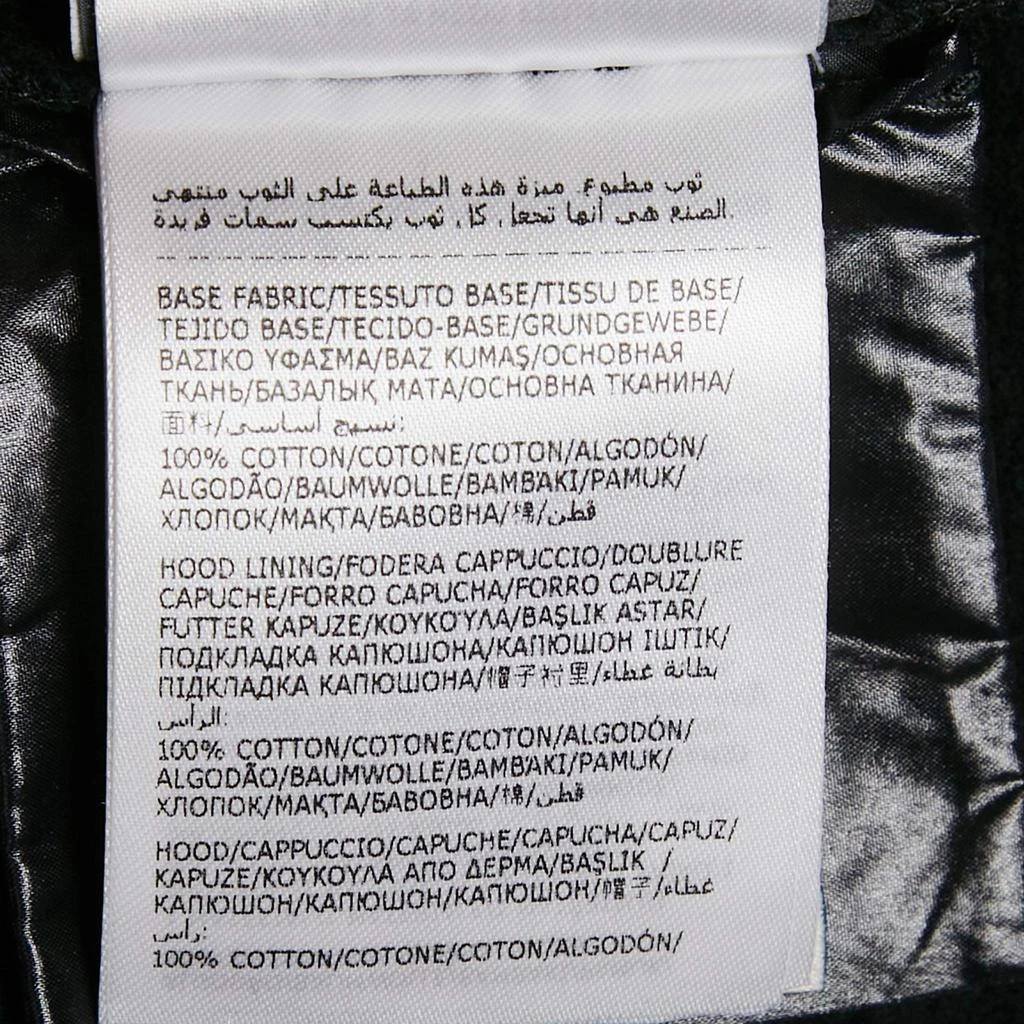 ثوب مطبوع. ميزة هذه الطباعة على الثوب منتهي
الصنع هي أنها تجعل كل ثوب يكتسب سمات فريدة.
BASE FABRIC/TESSUTO BASE/TISSU DE BASE/
TEJIDO BASE/TECIDO-BASE/GRUNDGEWEBE/
ΒΑΣΙΚΟ ΥΦΑΣΜΑ/BAZ KUMAŞ/ОСНОВНАЯ
ТКАНЬ/БАЗАЛЫҚ МАТА/ОСНОВНА ТКАНИНА/
面料/نسيج أساسي:
100% COTTON/COTONE/COTON/ALGODÓN/
ALGODÃO/BAUMWOLLE/ΒΑΜΒΆΚΙ/PAMUK/
ХЛОПОК/МАҚТА/БАВОВНА/棉/قطن
HOOD LINING/FODERA CAPPUCCIO/DOUBLURE
CAPUCHE/FORRO CAPUCHA/FORRO CAPUZ/
FUTTER KAPUZE/ΚΟΥΚΟΎΛΑ/BAŞLIK ASTAR/
ПОДКЛАДКА КАПЮШОНА/КАПЮШОН ІШТІК/
ПІДКЛАДКА КАПЮШОНА/帽子衬里/بطانة غطاء
الرأس:
100% COTTON/COTONE/COTON/ALGODÓN/
ALGODÃO/BAUMWOLLE/ΒΑΜΒΆΚΙ/PAMUK/
ХЛОПОК/МАҚТА/БАВОВНА/棉/قطن
HOOD/CAPPUCCIO/CAPUCHE/CAPUCHA/CAPUZ/
KAPUZE/ΚΟΥΚΟΥΛΑ ΑΠΟ ΔΕΡΜΑ/BAŞLIK /
КАПЮШОН/КАПЮШОН/КАПЮШОН/帽子/غطاء
رأس:
100% COTTON/COTONE/COTON/ALGODÓN/